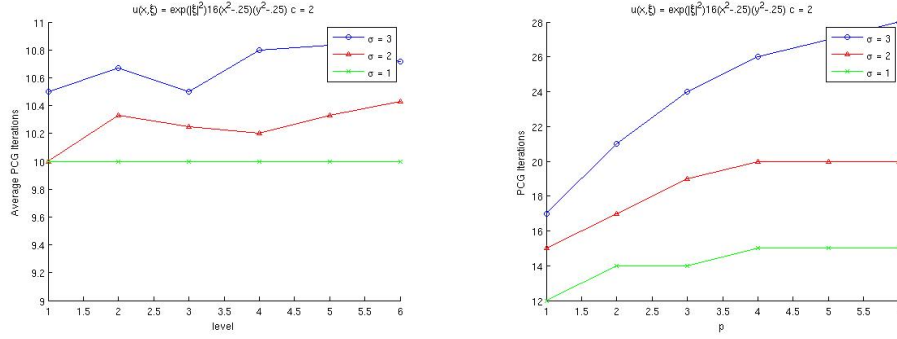 u(x,ξ) = exp(|ξ|²)16(x²-.25)(y²-.25) c = 2
11
10.8
10.6
10.4
10.2
10
9.8
9.6
9.4
9.2
9
Average PCG Iterations
σ = 3
σ = 2
σ = 1
1 1.5 2 2.5 3 3.5 4 4.5 5 5.5 6
level
u(x,ξ) = exp(|ξ|²)16(x²-.25)(y²-.25) c = 2
28
26
24
22
20
18
16
14
12
PCG Iterations
σ = 3
σ = 2
σ = 1
1 1.5 2 2.5 3 3.5 4 4.5 5 5.5
p